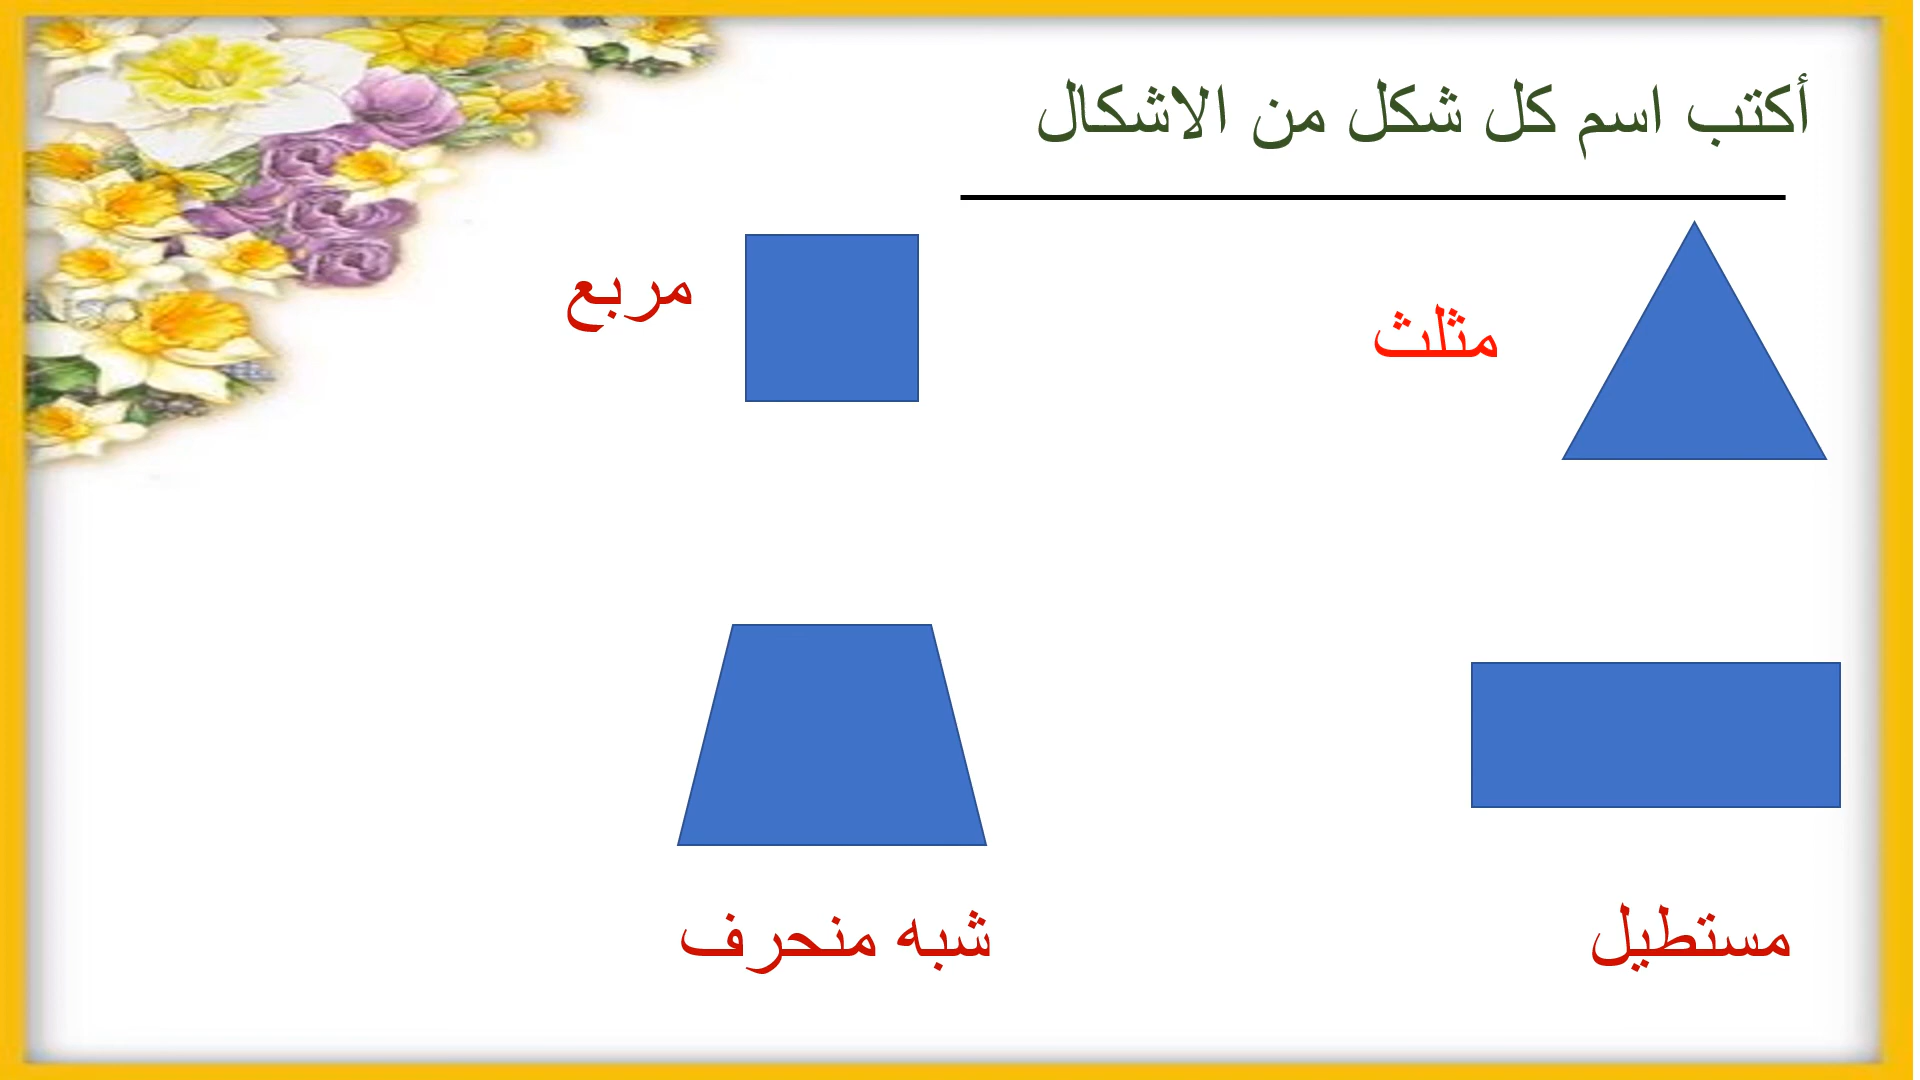 أكتب اسم كل شكل من الاشكال
مثلث
مربع
مستطيل
شبه منحرف